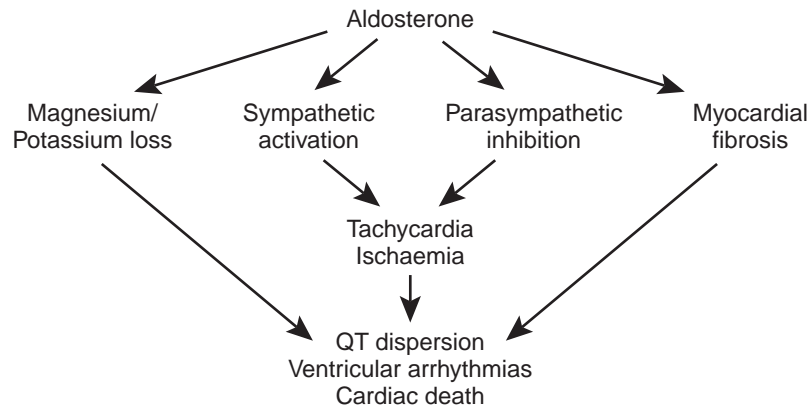 Aldosterone
Magnesium/
Potassium loss
Sympathetic
activation
Parasympathetic
inhibition
Myocardial
fibrosis
Tachycardia
Ischaemia
QT dispersion
Ventricular arrhythmias
Cardiac death